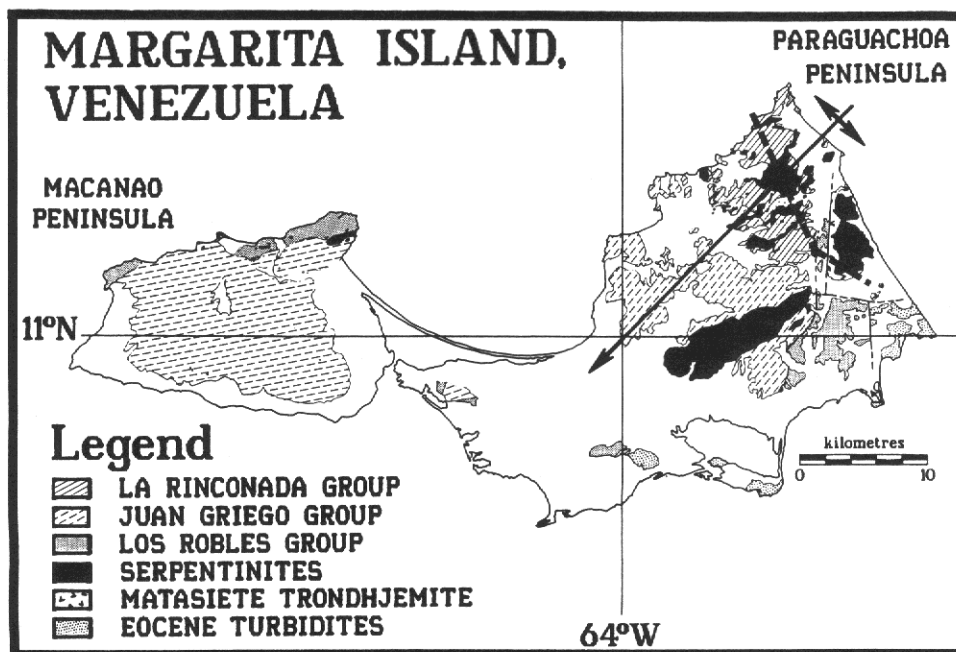 MARGARITA ISLAND,
VENEZUELA
PARAGUACHOA
PENINSULA
MACANAO
PENINSULA
11ºN
Legend
LA RINCONADA GROUP
JUAN GRIEGO GROUP
LOS ROBLES GROUP
SERPENTINITES
MATASIETE TRONDHJEMITE
EOCENE TURBIDITES
kilometres
0 10
64ºW